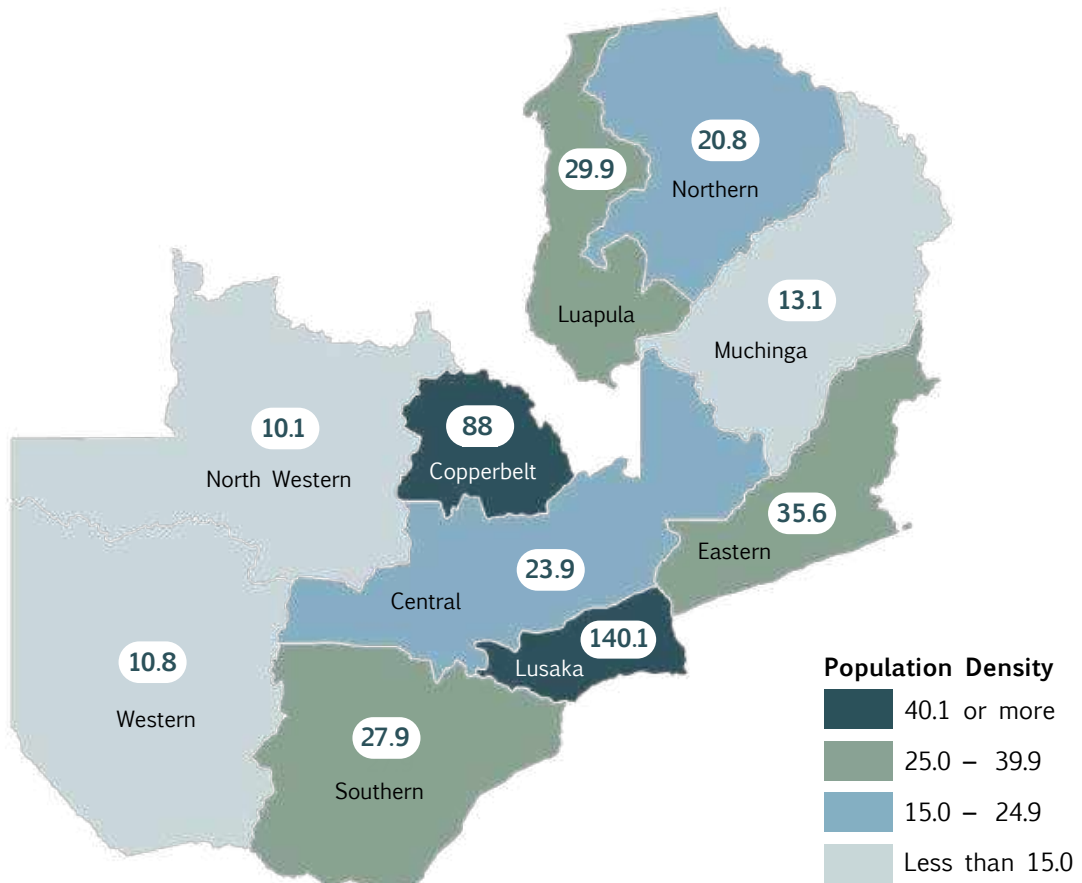 20.8
Northern
29.9
Luapula
13.1
Muchinga
10.1
North Western
88
Copperbelt
35.6
Eastern
23.9
Central
140.1
Lusaka
10.8
Western
27.9
Southern
Population Density
40.1 or more
25.0 – 39.9
15.0 – 24.9
Less than 15.0